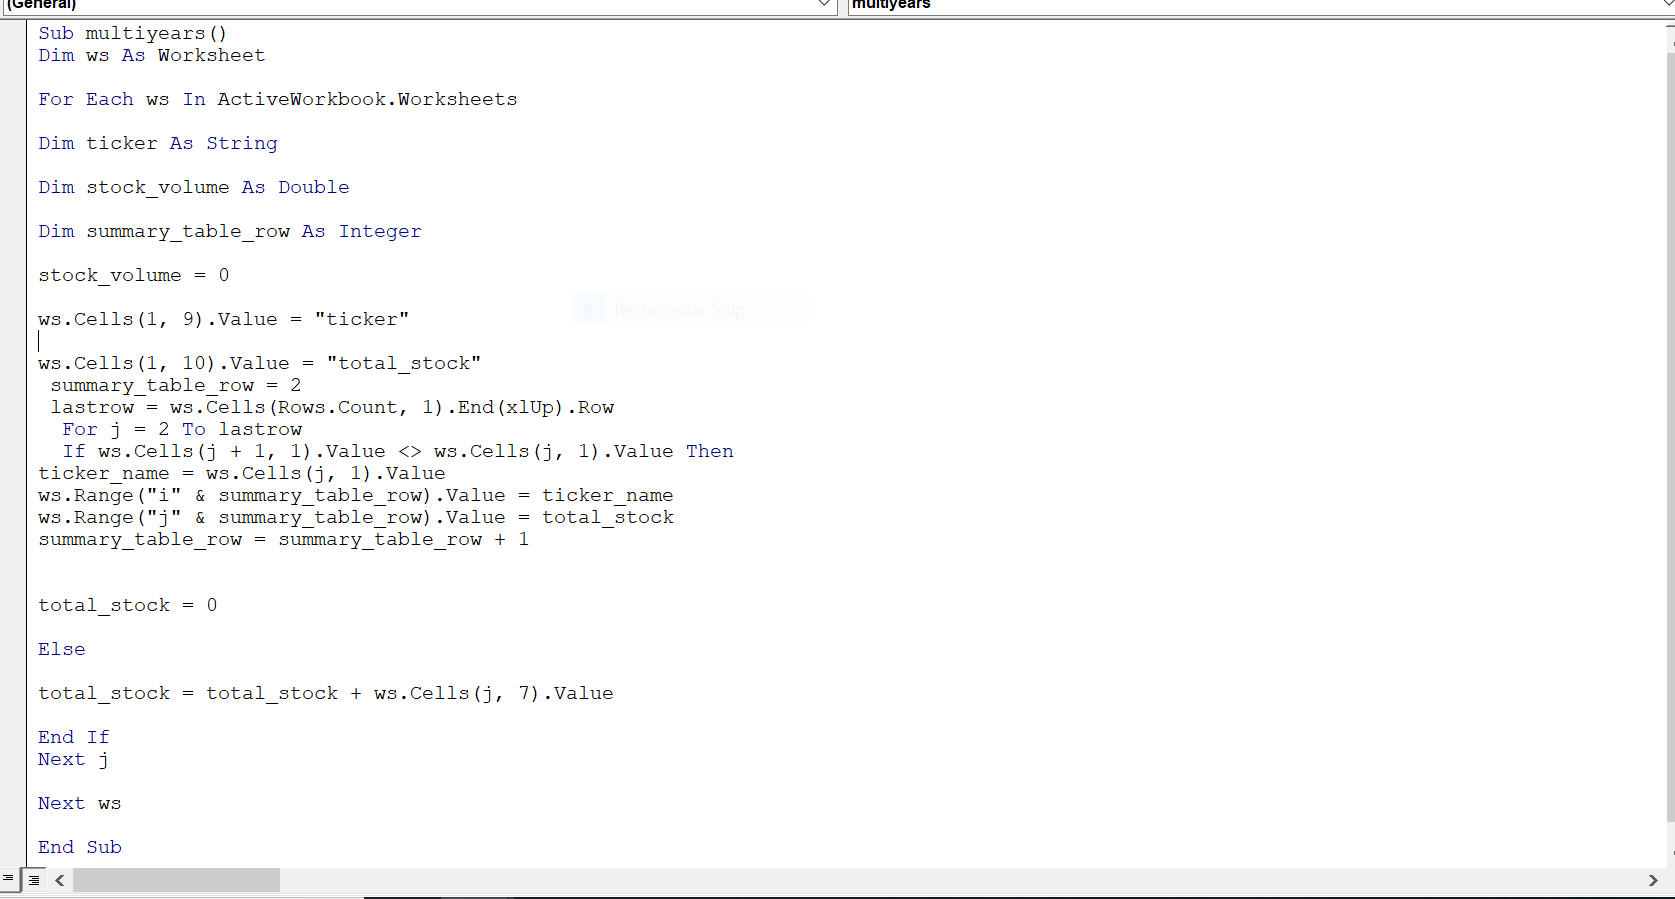 (General)
multiyears
Sub multiyears()
Dim ws As Worksheet
For Each ws In ActiveWorkbook.Worksheets
Dim ticker As String
Dim stock_volume As Double
Dim summary_table_row As Integer
stock_volume = 0
Rectangular Snip
ws.Cells(1, 9).Value = "ticker"
ws.Cells(1, 10).Value = "total_stock"
summary_table_row = 2
lastrow = ws.Cells(Rows.Count, 1).End(xlUp).Row
For j = 2 To lastrow
If ws.Cells(j + 1, 1).Value <> ws.Cells(j, 1).Value Then
ticker_name = ws.Cells(j, 1).Value
ws.Range("i" & summary_table_row).Value = ticker_name
ws.Range("j" & summary_table_row).Value = total_stock
summary_table_row = summary_table_row + 1
total_stock = 0
Else
total_stock = total_stock + ws.Cells(j, 7).Value
End If
Next j
Next ws
End Sub